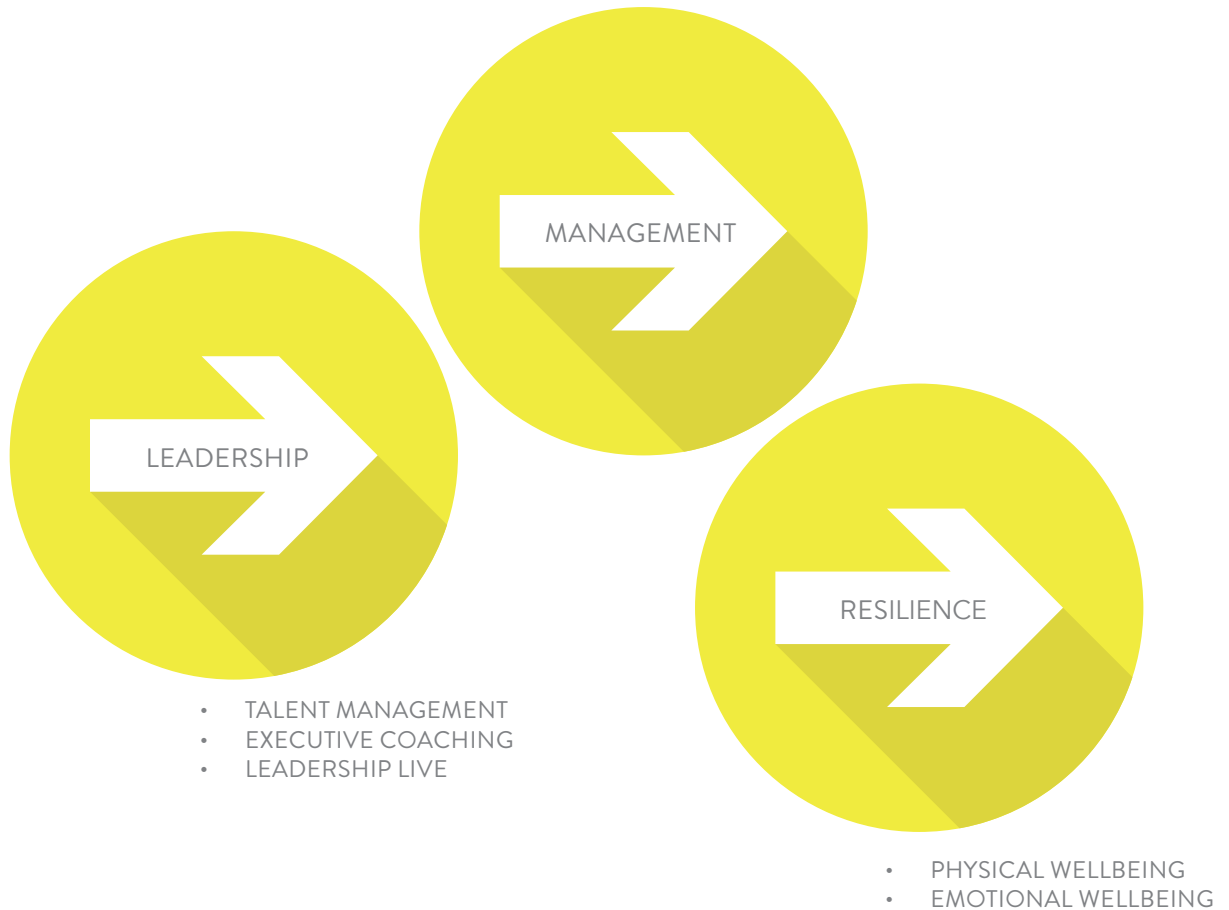 MANAGEMENT
LEADERSHIP
• TALENT MANAGEMENT
• EXECUTIVE COACHING
• LEADERSHIP LIVE
RESILIENCE
• PHYSICAL WELLBEING
• EMOTIONAL WELLBEING